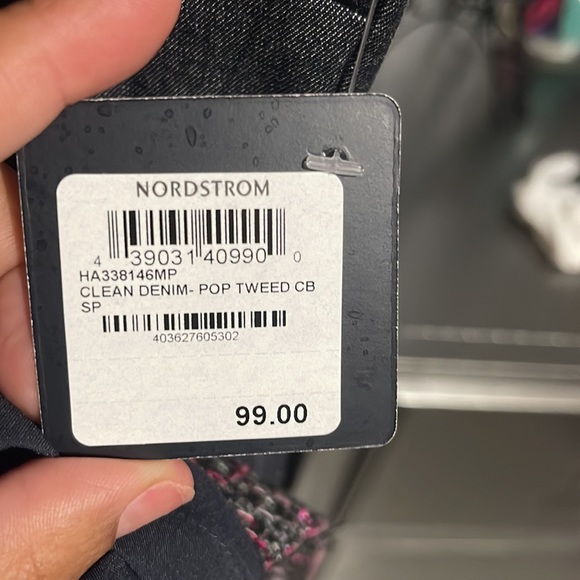 NORDSTROM
4 39031 40990 0
HA338146MP
CLEAN DENIM- POP TWEED CB
SP
403627605302
99.00